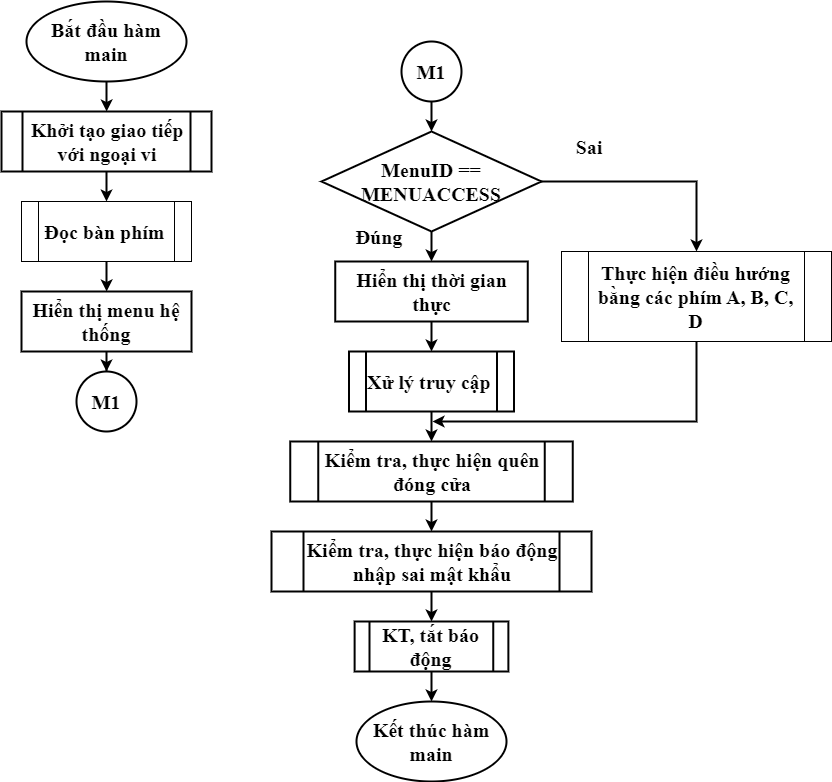 Bắt đầu hàm
main
Khởi tạo giao tiếp
với ngoại vi
Đọc bàn phím
Hiển thị menu hệ
thống
M1
M1
MenuID ==
MENUACCESS
Sai
Đúng
Hiển thị thời gian
thực
Thực hiện điều hướng
bằng các phím A, B, C,
D
Xử lý truy cập
Kiểm tra, thực hiện quên
đóng cửa
Kiểm tra, thực hiện báo động
nhập sai mật khẩu
KT, tắt báo
động
Kết thúc hàm
main